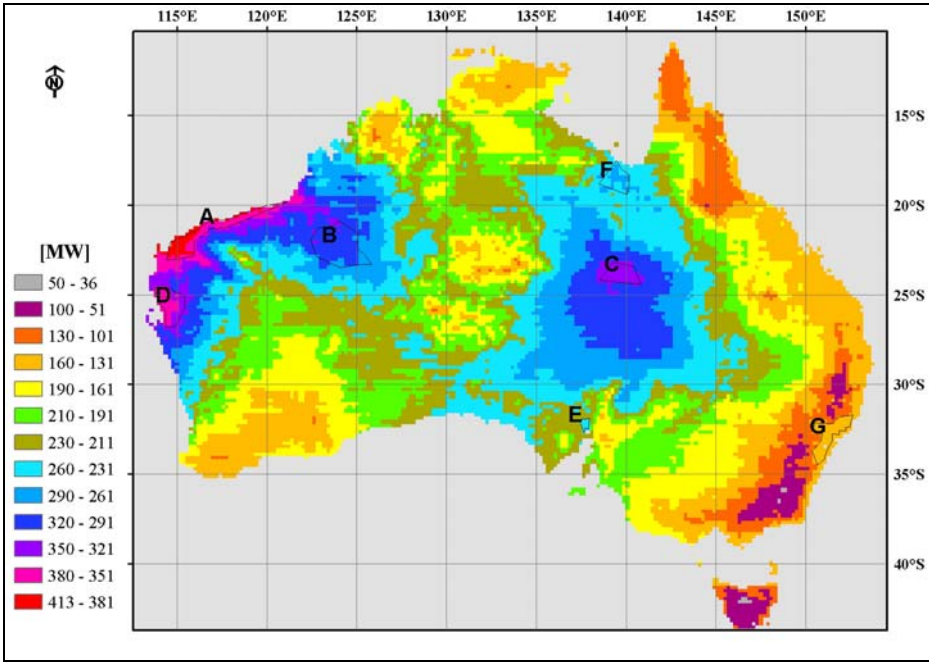 115°E 120°E 125°E 130°E 135°E 140°E 145°E 150°E
N
15°S
20°S
25°S
30°S
35°S
40°S
A
B
C
D
E
F
G
[MW]
50 - 36
100 - 51
130 - 101
160 - 131
190 - 161
210 - 191
230 - 211
260 - 231
290 - 261
320 - 291
350 - 321
380 - 351
413 - 381